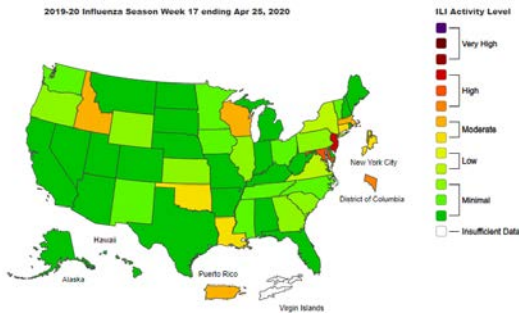 2019-20 Influenza Season Week 17 ending Apr 25, 2020
ILI Activity Level
Very High
High
Moderate
Low
Minimal
Insufficient Data
New York City
District of Columbia
Hawaii
Alaska
Puerto Rico
Virgin Islands